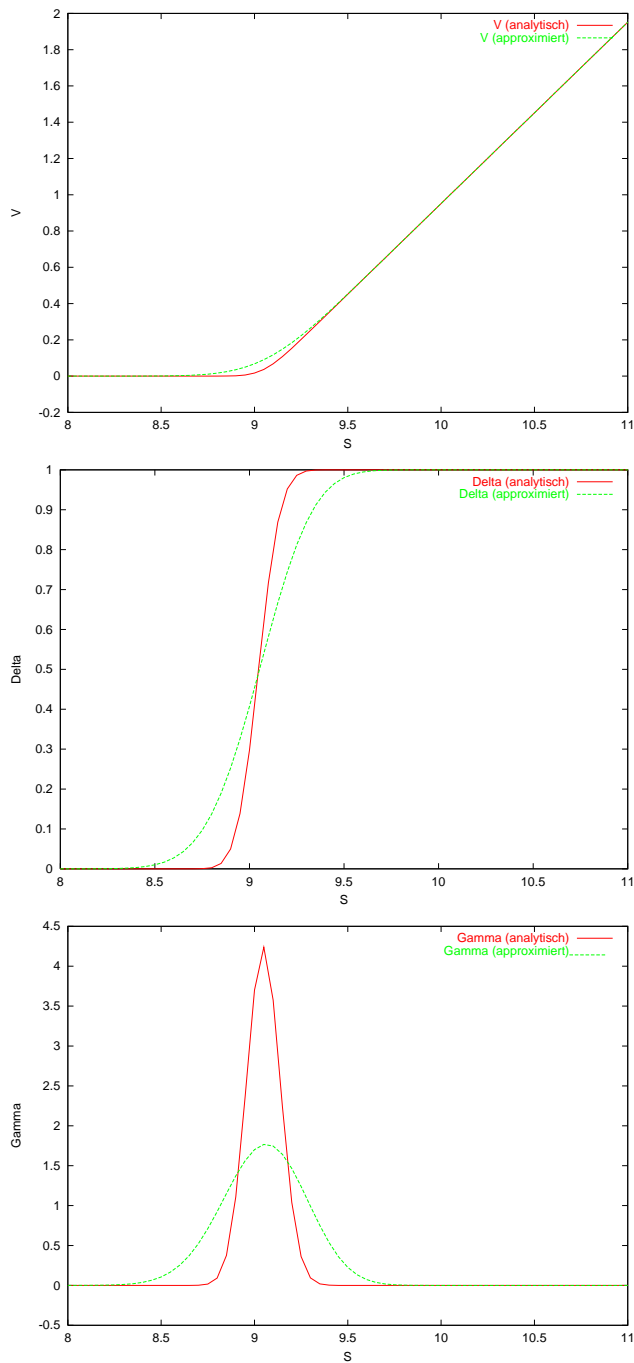 2
1.8
1.6
1.4
1.2
1
0.8
0.6
0.4
0.2
0
-0.2
V
V (analytisch)
V (approximiert)
8 8.5 9 9.5 10 10.5 11
S
1
0.9
0.8
0.7
0.6
0.5
0.4
0.3
0.2
0.1
0
Delta
Delta (analytisch)
Delta (approximiert)
8 8.5 9 9.5 10 10.5 11
S
4.5
4
3.5
3
2.5
2
1.5
1
0.5
0
-0.5
Gamma
Gamma (analytisch)
Gamma (approximiert)
8 8.5 9 9.5 10 10.5 11
S